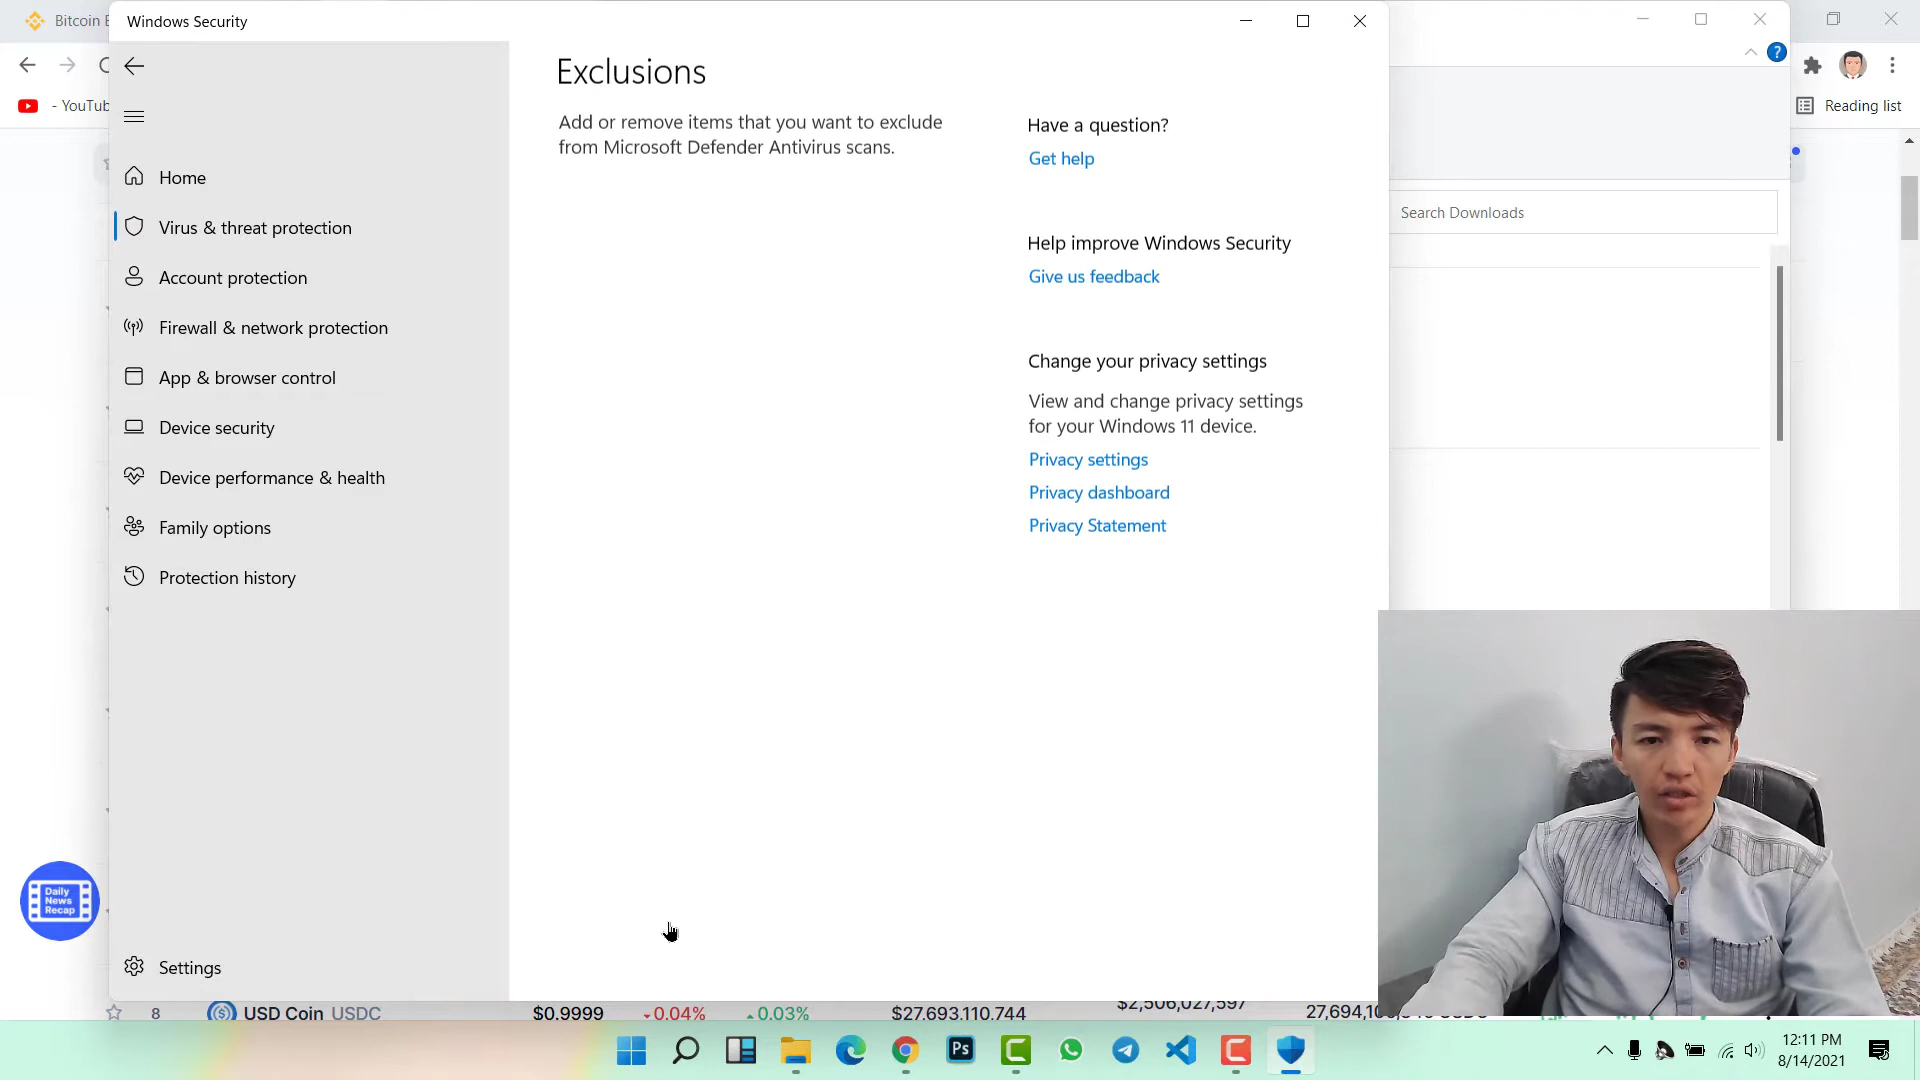 Bitcoin
Windows Security
- YouTub
Reading list
Home
Virus & threat protection
Account protection
Firewall & network protection
App & browser control
Device security
Device performance & health
Family options
Protection history
Settings
Exclusions
Add or remove items that you want to exclude
from Microsoft Defender Antivirus scans.
Have a question?
Get help
Help improve Windows Security
Give us feedback
Change your privacy settings
View and change privacy settings
for your Windows 11 device.
Privacy settings
Privacy dashboard
Privacy Statement
?
Search Downloads
Daily
News
Recap
8 USD Coin USDC $0.9999 0.04% 0.03% $27,693,110,744 $2,506,027,597
Ps
12:11 PM
8/14/2021